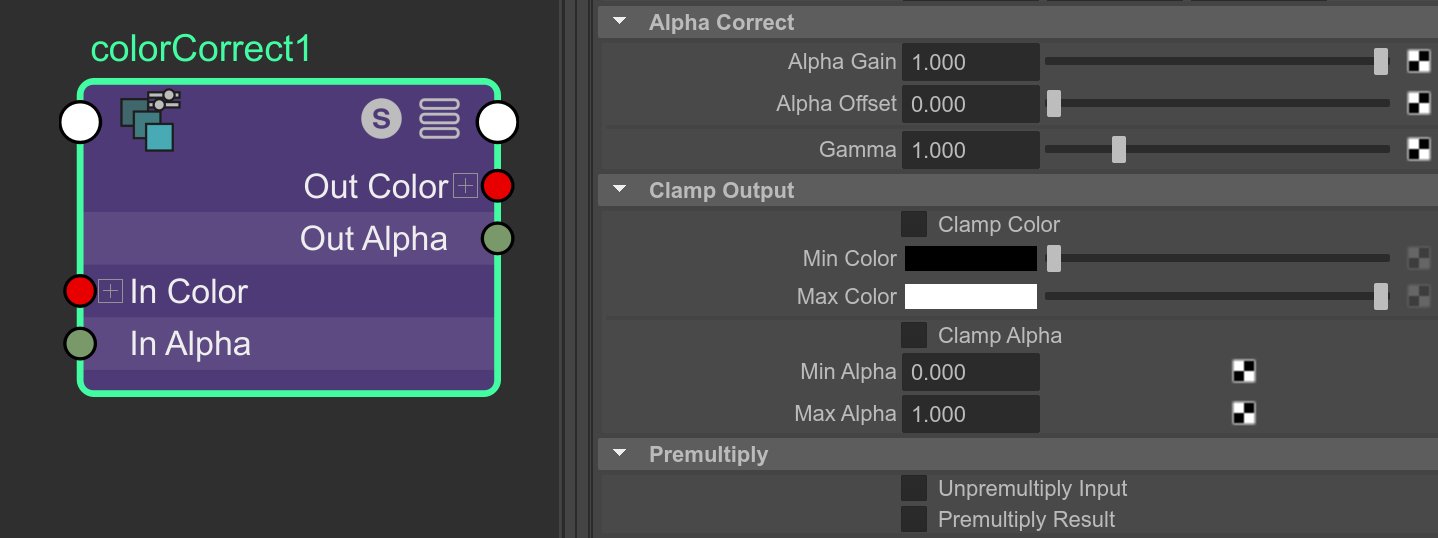 colorCorrect1
S
Out Color
Out Alpha
In Color
In Alpha
Alpha Correct
Alpha Gain 1.000
Alpha Offset 0.000
Gamma 1.000
Clamp Output
Clamp Color
Min Color
Max Color
Clamp Alpha
Min Alpha 0.000
Max Alpha 1.000
Premultiply
Unpremultiply Input
Premultiply Result